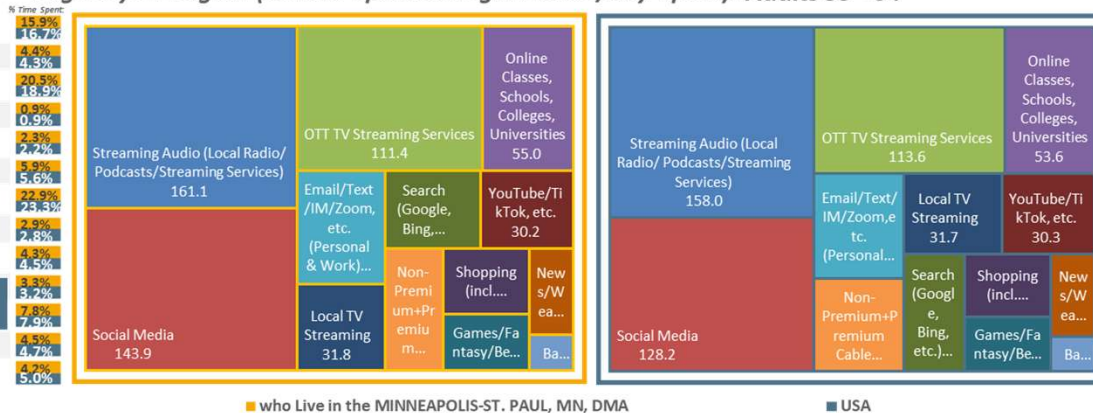 % Time Spent:
15.9%
16.7%
4.4%
4.3%
20.5%
18.9%
0.9%
0.9%
2.3%
2.2%
5.9%
5.6%
22.9%
23.3%
2.9%
2.8%
4.3%
4.5%
3.3%
3.2%
7.8%
7.9%
4.5%
4.7%
4.2%
5.0%
Streaming Audio (Local Radio/
Podcasts/Streaming Services)
161.1
Social Media
143.9
OTT TV Streaming Services
111.4
Online
Classes,
Schools,
Colleges,
Universities
55.0
Email/Text
/IM/Zoom,
etc.
(Personal
& Work)...
Search
(Google,
Bing,...
YouTube/Ti
kTok, etc.
30.2
Local TV
Streaming
31.8
Non-
Premi
um+Pr
emiu
m...
Shopping
(incl....
New
s/W
ea...
Games/Fa
ntasy/Be...
Ba...
Streaming Audio (Local
Radio/ Podcasts/Streaming
Services)
158.0
Social Media
128.2
OTT TV Streaming Services
113.6
Online
Classes,
Schools,
Colleges,
Universities
53.6
Email/Text/
IM/Zoom,e
tc.
(Personal...
Local TV
Streaming
31.7
YouTube/Ti
kTok, etc.
30.3
Non-
Premium+P
remium
Cable...
Search
(Googl
e,
Bing,
etc.)...
Shopping
(incl....
New
s/W
ea...
Games/Fa
ntasy/Be...
Ba...
who Live in the MINNEAPOLIS-ST. PAUL, MN, DMA
USA